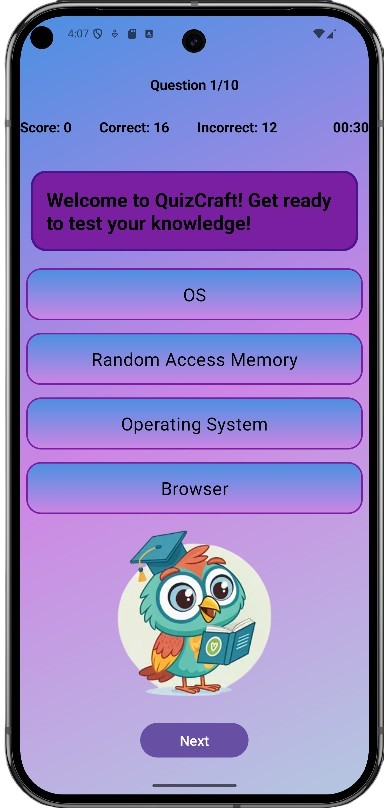 4:07
Question 1/10
Score: 0 Correct: 16 Incorrect: 12 00:30
Welcome to QuizCraft! Get ready
to test your knowledge!
OS
Random Access Memory
Operating System
Browser
Next